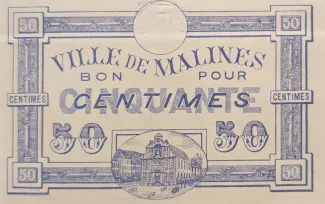 50 50
VILLE DE MALINES
BON POUR
CINQUANTE
CENTIMES CENTIMES CENTIMES
50 50
50 50